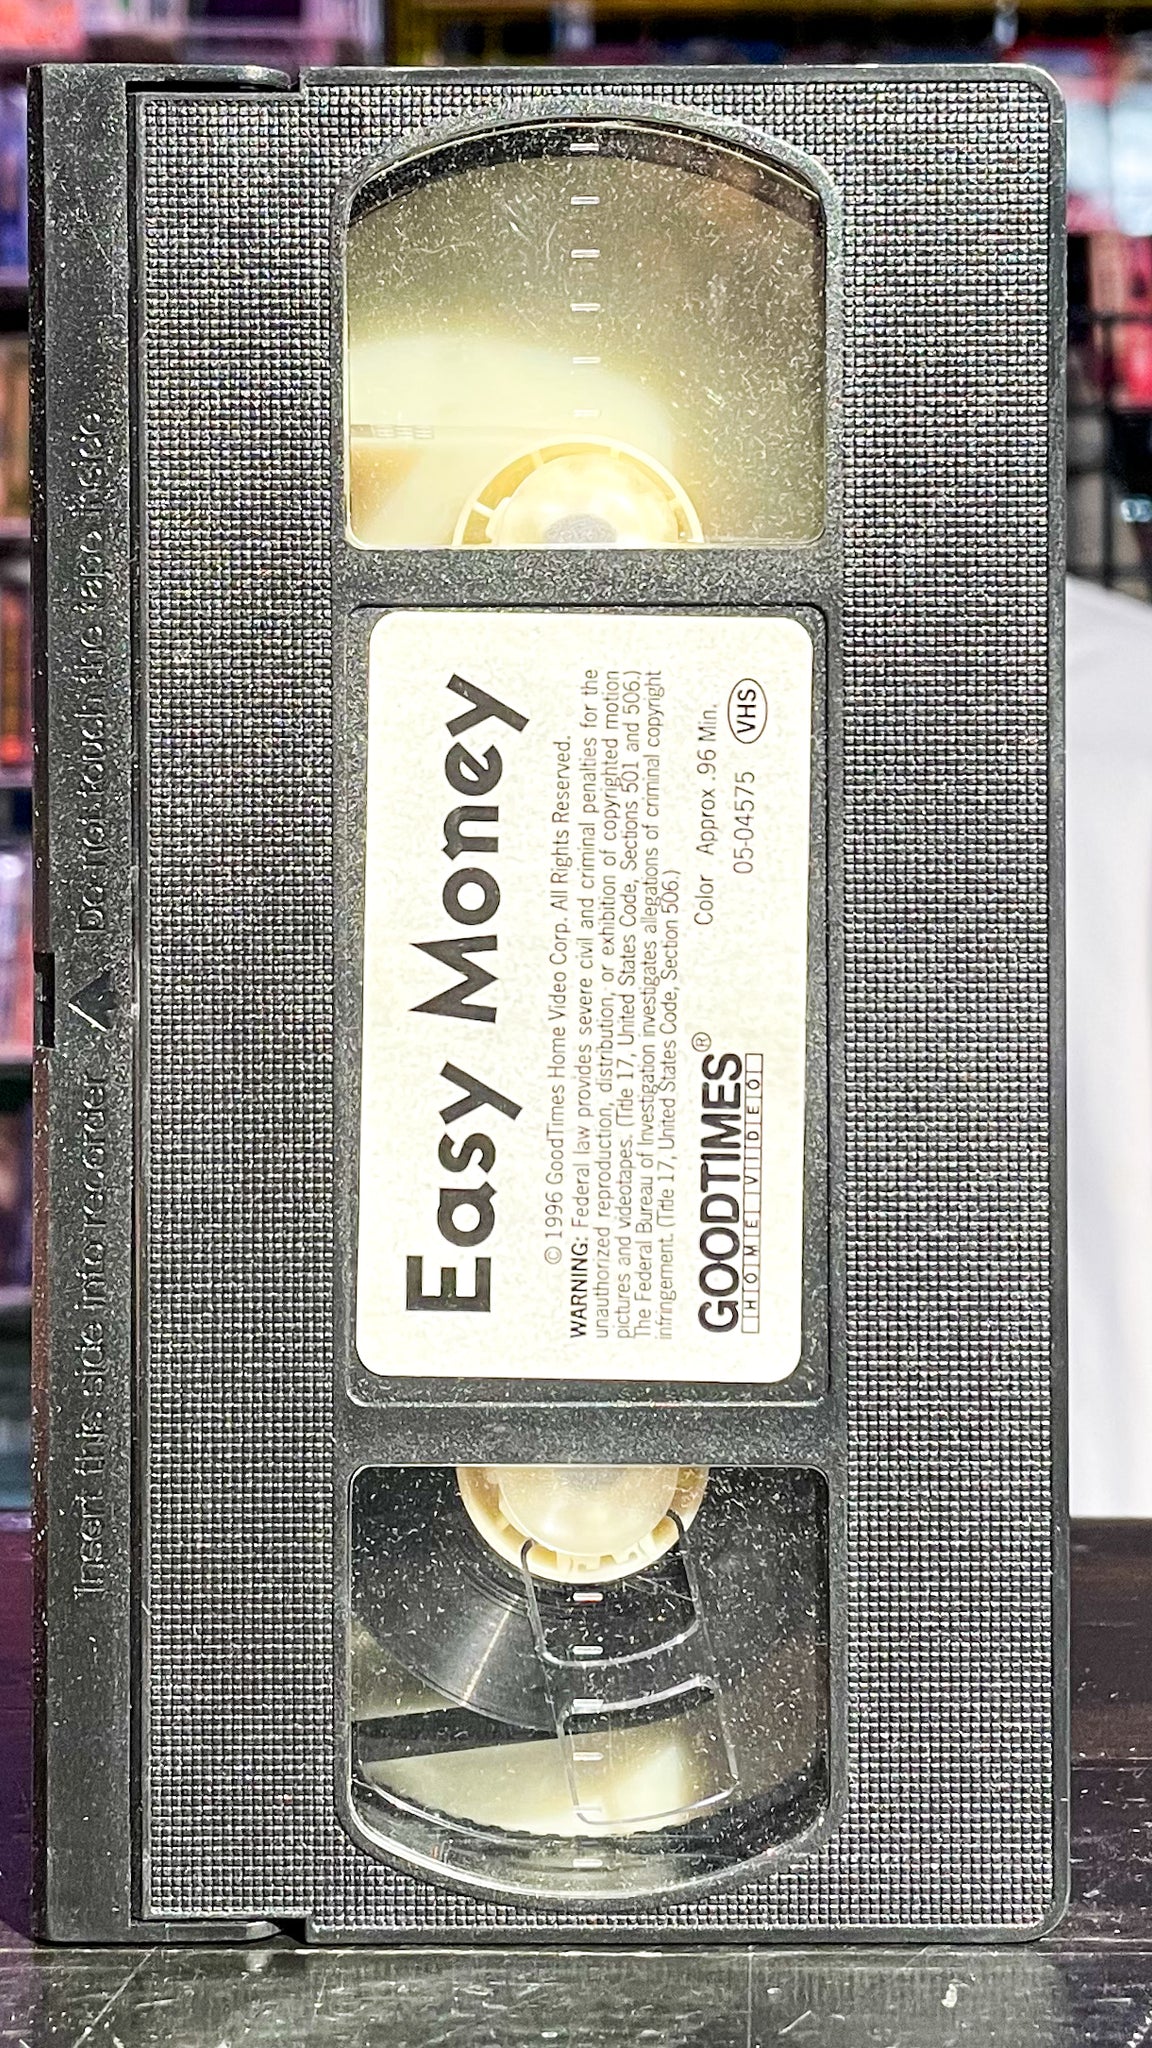 Insert this side into recorder △ Do not touch the tape inside
Easy Money
© 1996 GoodTimes Home Video Corp. All Rights Reserved.
WARNING: Federal law provides severe civil and criminal penalties for the
unauthorized reproduction, distribution, or exhibition of copyrighted motion
pictures and videotapes. (Title 17, United States Code, Sections 501 and 506.)
The Federal Bureau of Investigation investigates allegations of criminal copyright
infringement. (Title 17, United States Code, Section 506.)
Color Approx .96 Min.
GOODTIMES®
HOME VIDEO
05-04575
VHS